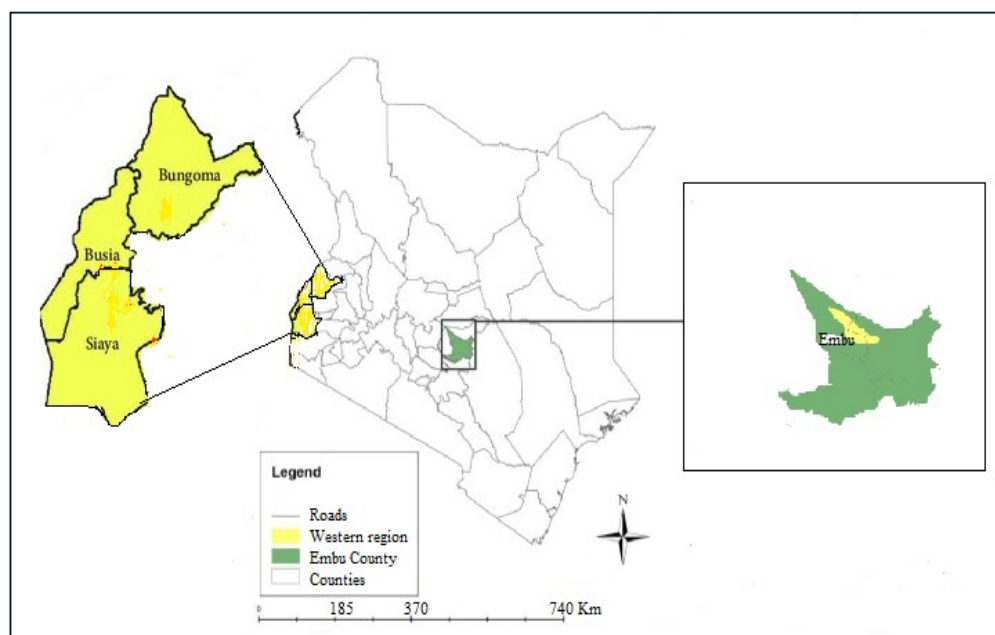 Bungoma
Busia
Siaya
Embu
Legend
Roads
Western region
Embu County
Counties
N
0 185 370 740 Km